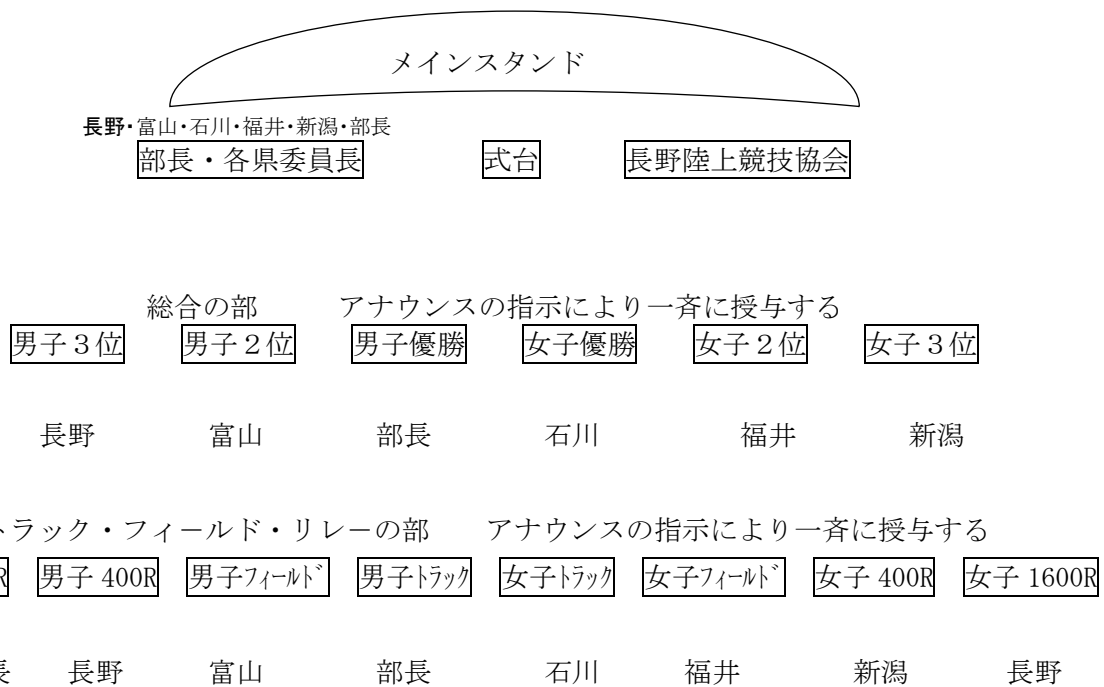 メインスタンド
長野・富山・石川・福井・新潟・部長
部長・各県委員長 式台 長野陸上競技協会
総合の部 アナウンスの指示により一斉に授与する
男子３位 男子２位 男子優勝 女子優勝 女子２位 女子３位
長野 富山 部長 石川 福井 新潟
トラック・フィールド・リレーの部 アナウンスの指示により一斉に授与する
R 男子 400R 男子ﾌｨｰﾙﾄﾞ 男子ﾄﾗｯｸ 女子ﾄﾗｯｸ 女子ﾌｨｰﾙﾄﾞ 女子 400R 女子 1600R
長 長野 富山 部長 石川 福井 新潟 長野